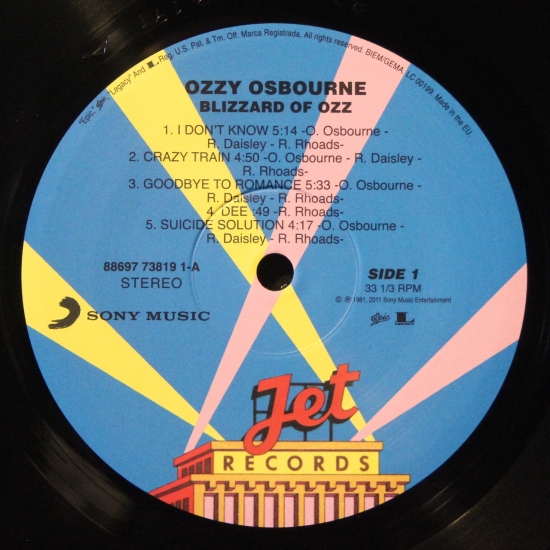 "Epic," "Legacy" And L Reg. U.S. Pat. & Tm. Off. Marca Registrada. All rights reserved. BIEM/GEMA. LC 00199. Made in the EU.
OZZY OSBOURNE
BLIZZARD OF OZZ
1. I DON'T KNOW 5:14 -O. Osbourne -
R. Daisley - R. Rhoads-
2. CRAZY TRAIN 4:50 -O. Osbourne - R. Daisley -
R. Rhoads-
3. GOODBYE TO ROMANCE 5:33 -O. Osbourne -
R. Daisley - R. Rhoads-
4. DEE :49 -R. Rhoads-
5. SUICIDE SOLUTION 4:17 -O. Osbourne -
R. Daisley - R. Rhoads-
88697 73819 1-A
STEREO
SIDE 1
33 1/3 RPM
© ℗ 1981, 2011 Sony Music Entertainment
SONY MUSIC
Epic
L
LEGACY
Jet
RECORDS